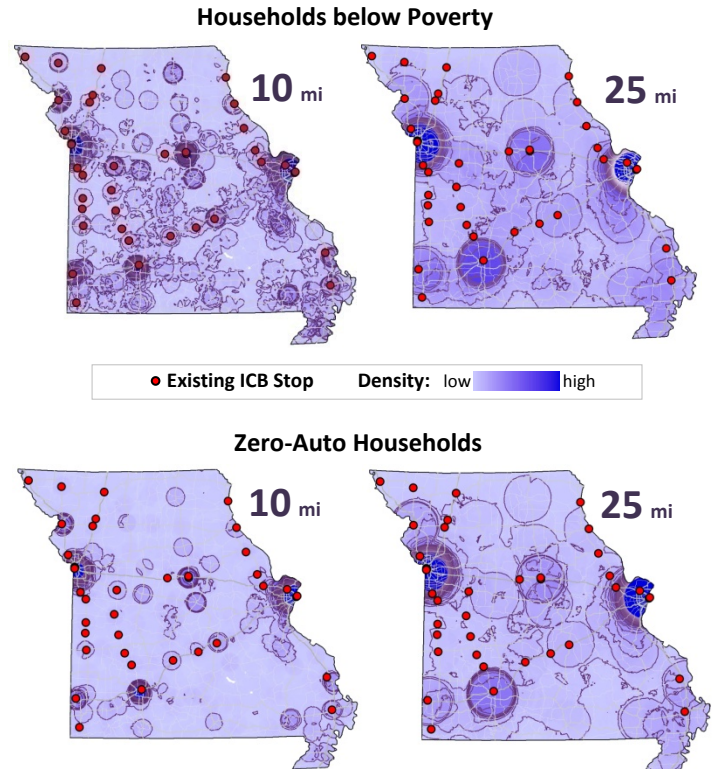 Households below Poverty
10 mi
25 mi
Existing ICB Stop Density: low high
Zero-Auto Households
10 mi
25 mi